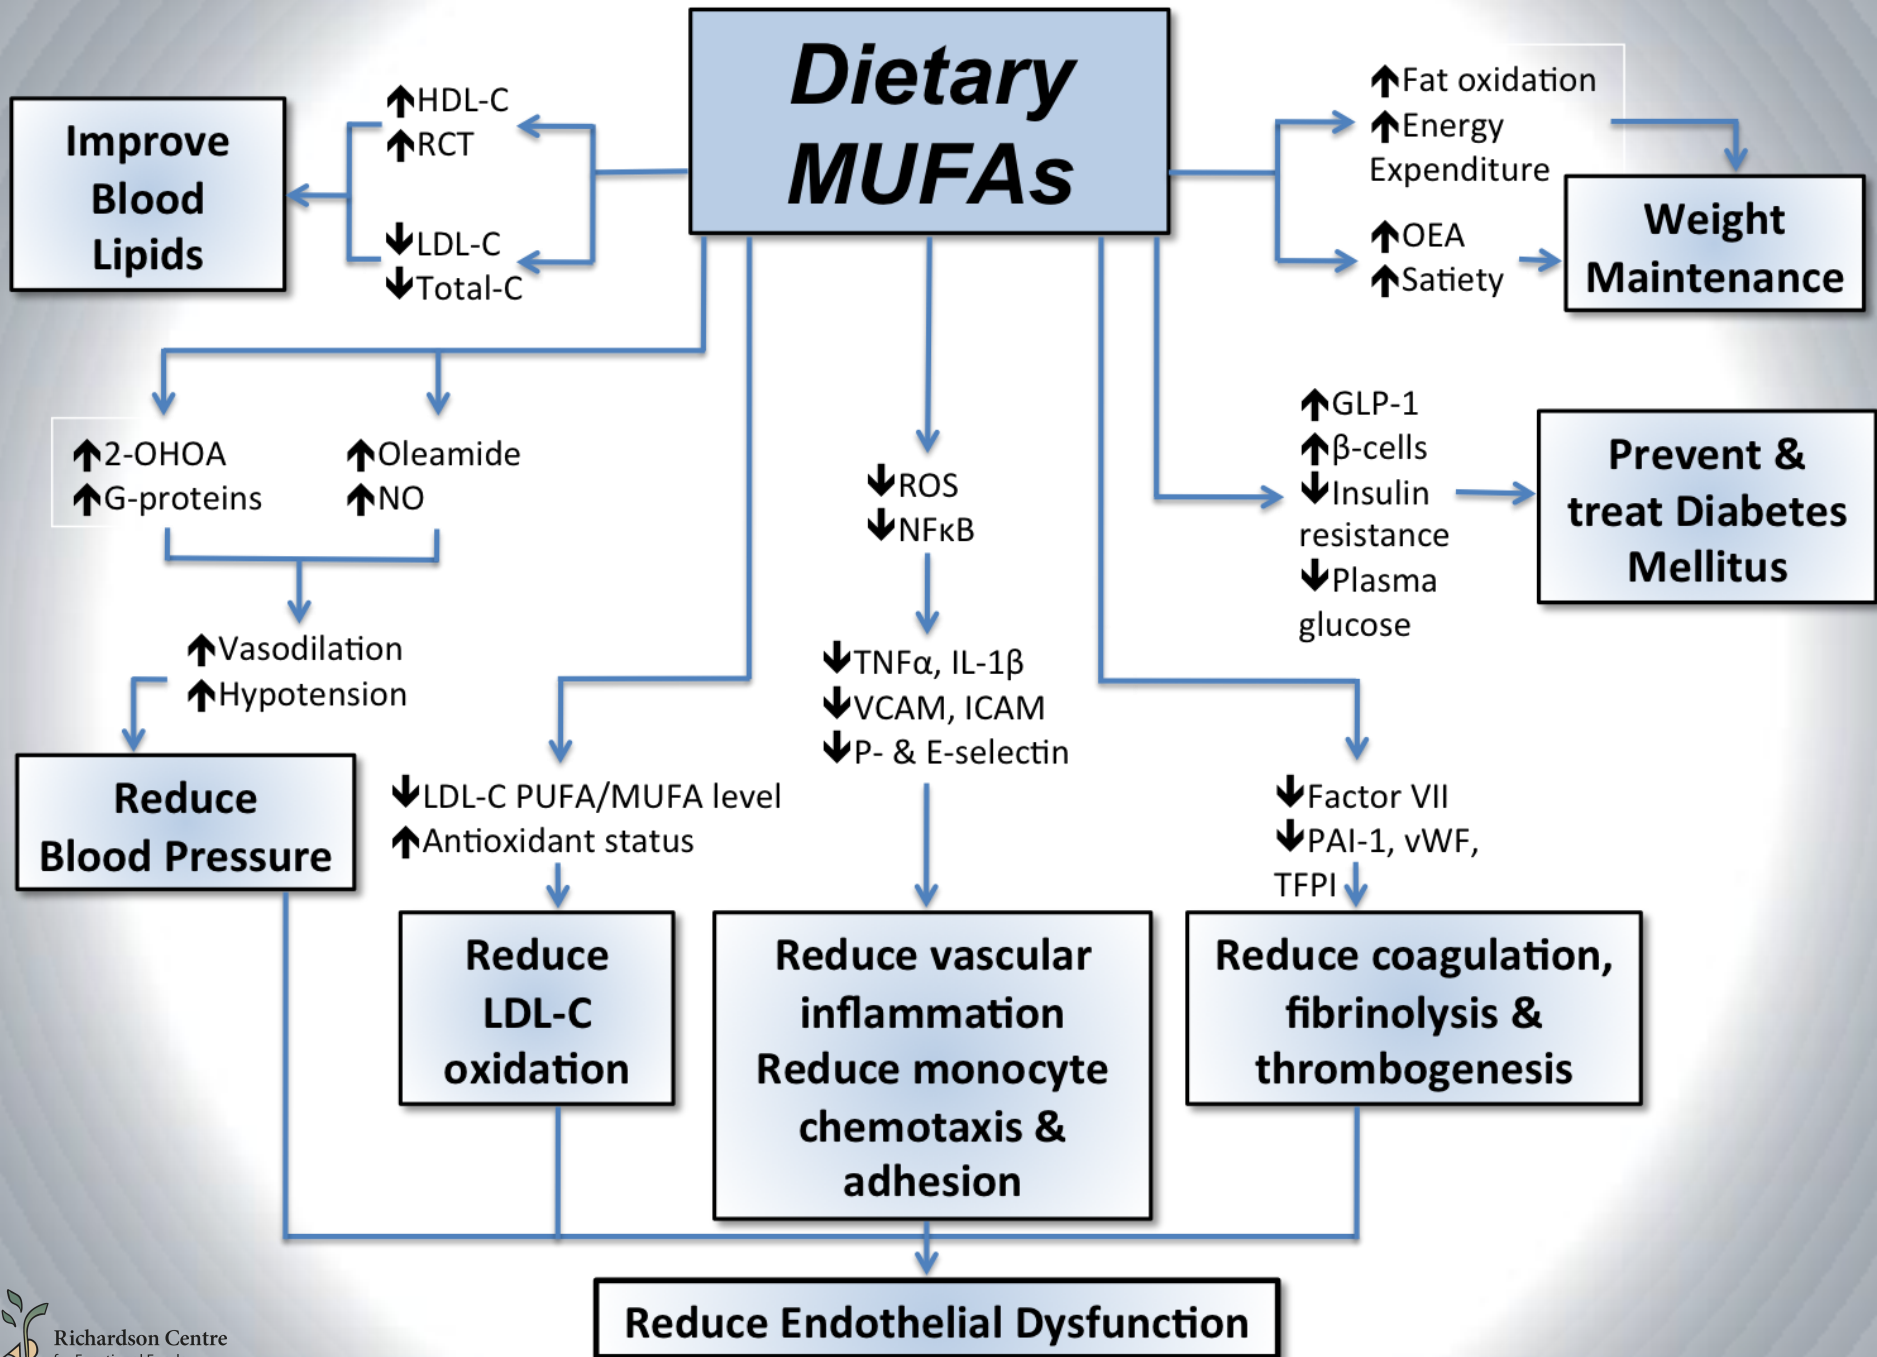 Dietary
MUFAs
Improve
Blood
Lipids
↑HDL-C
↑RCT
↓LDL-C
↓Total-C
↑Fat oxidation
↑Energy
Expenditure
↑OEA
↑Satiety
Weight
Maintenance
↑2-OHOA
↑G-proteins
↑Oleamide
↑NO
↑Vasodilation
↑Hypotension
Reduce
Blood Pressure
↓LDL-C PUFA/MUFA level
↑Antioxidant status
Reduce
LDL-C
oxidation
↓ROS
↓NFκB
↓TNFα, IL-1β
↓VCAM, ICAM
↓P- & E-selectin
Reduce vascular
inflammation
Reduce monocyte
chemotaxis &
adhesion
↑GLP-1
↑β-cells
↓Insulin
resistance
↓Plasma
glucose
Prevent &
treat Diabetes
Mellitus
↓Factor VII
↓PAI-1, vWF,
TFPI
Reduce coagulation,
fibrinolysis &
thrombogenesis
Reduce Endothelial Dysfunction
Richardson Centre